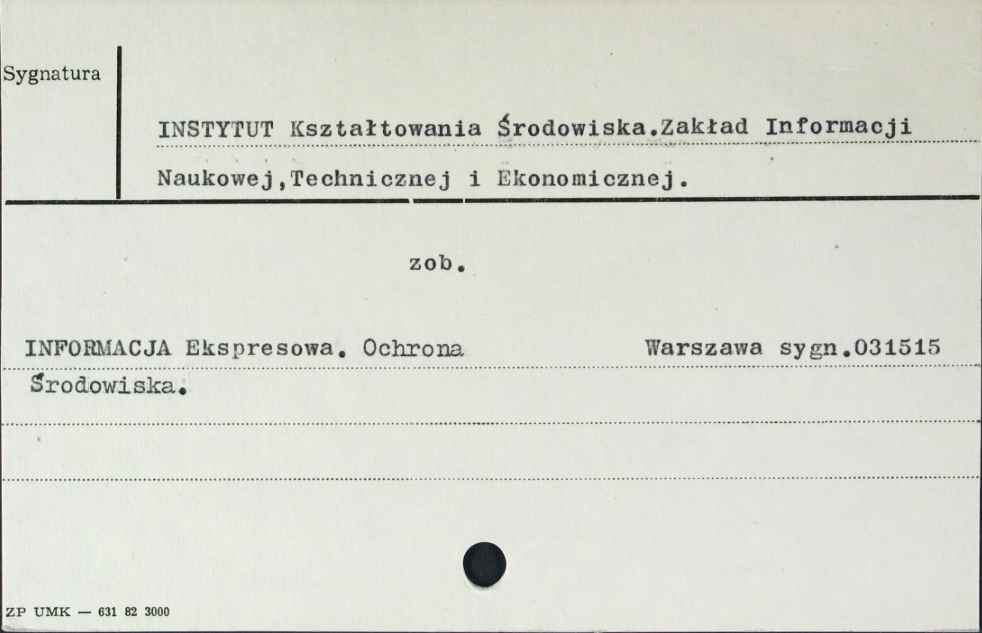 Sygnatura
INSTYTUT Kształtowania Środowiska.Zakład Informacji
Naukowej,Technicznej i Ekonomicznej.
zob.
INFORMACJA Ekspresowa. Ochrona Warszawa sygn.031515
Środowiska.
ZP UMK — 631 82 3000